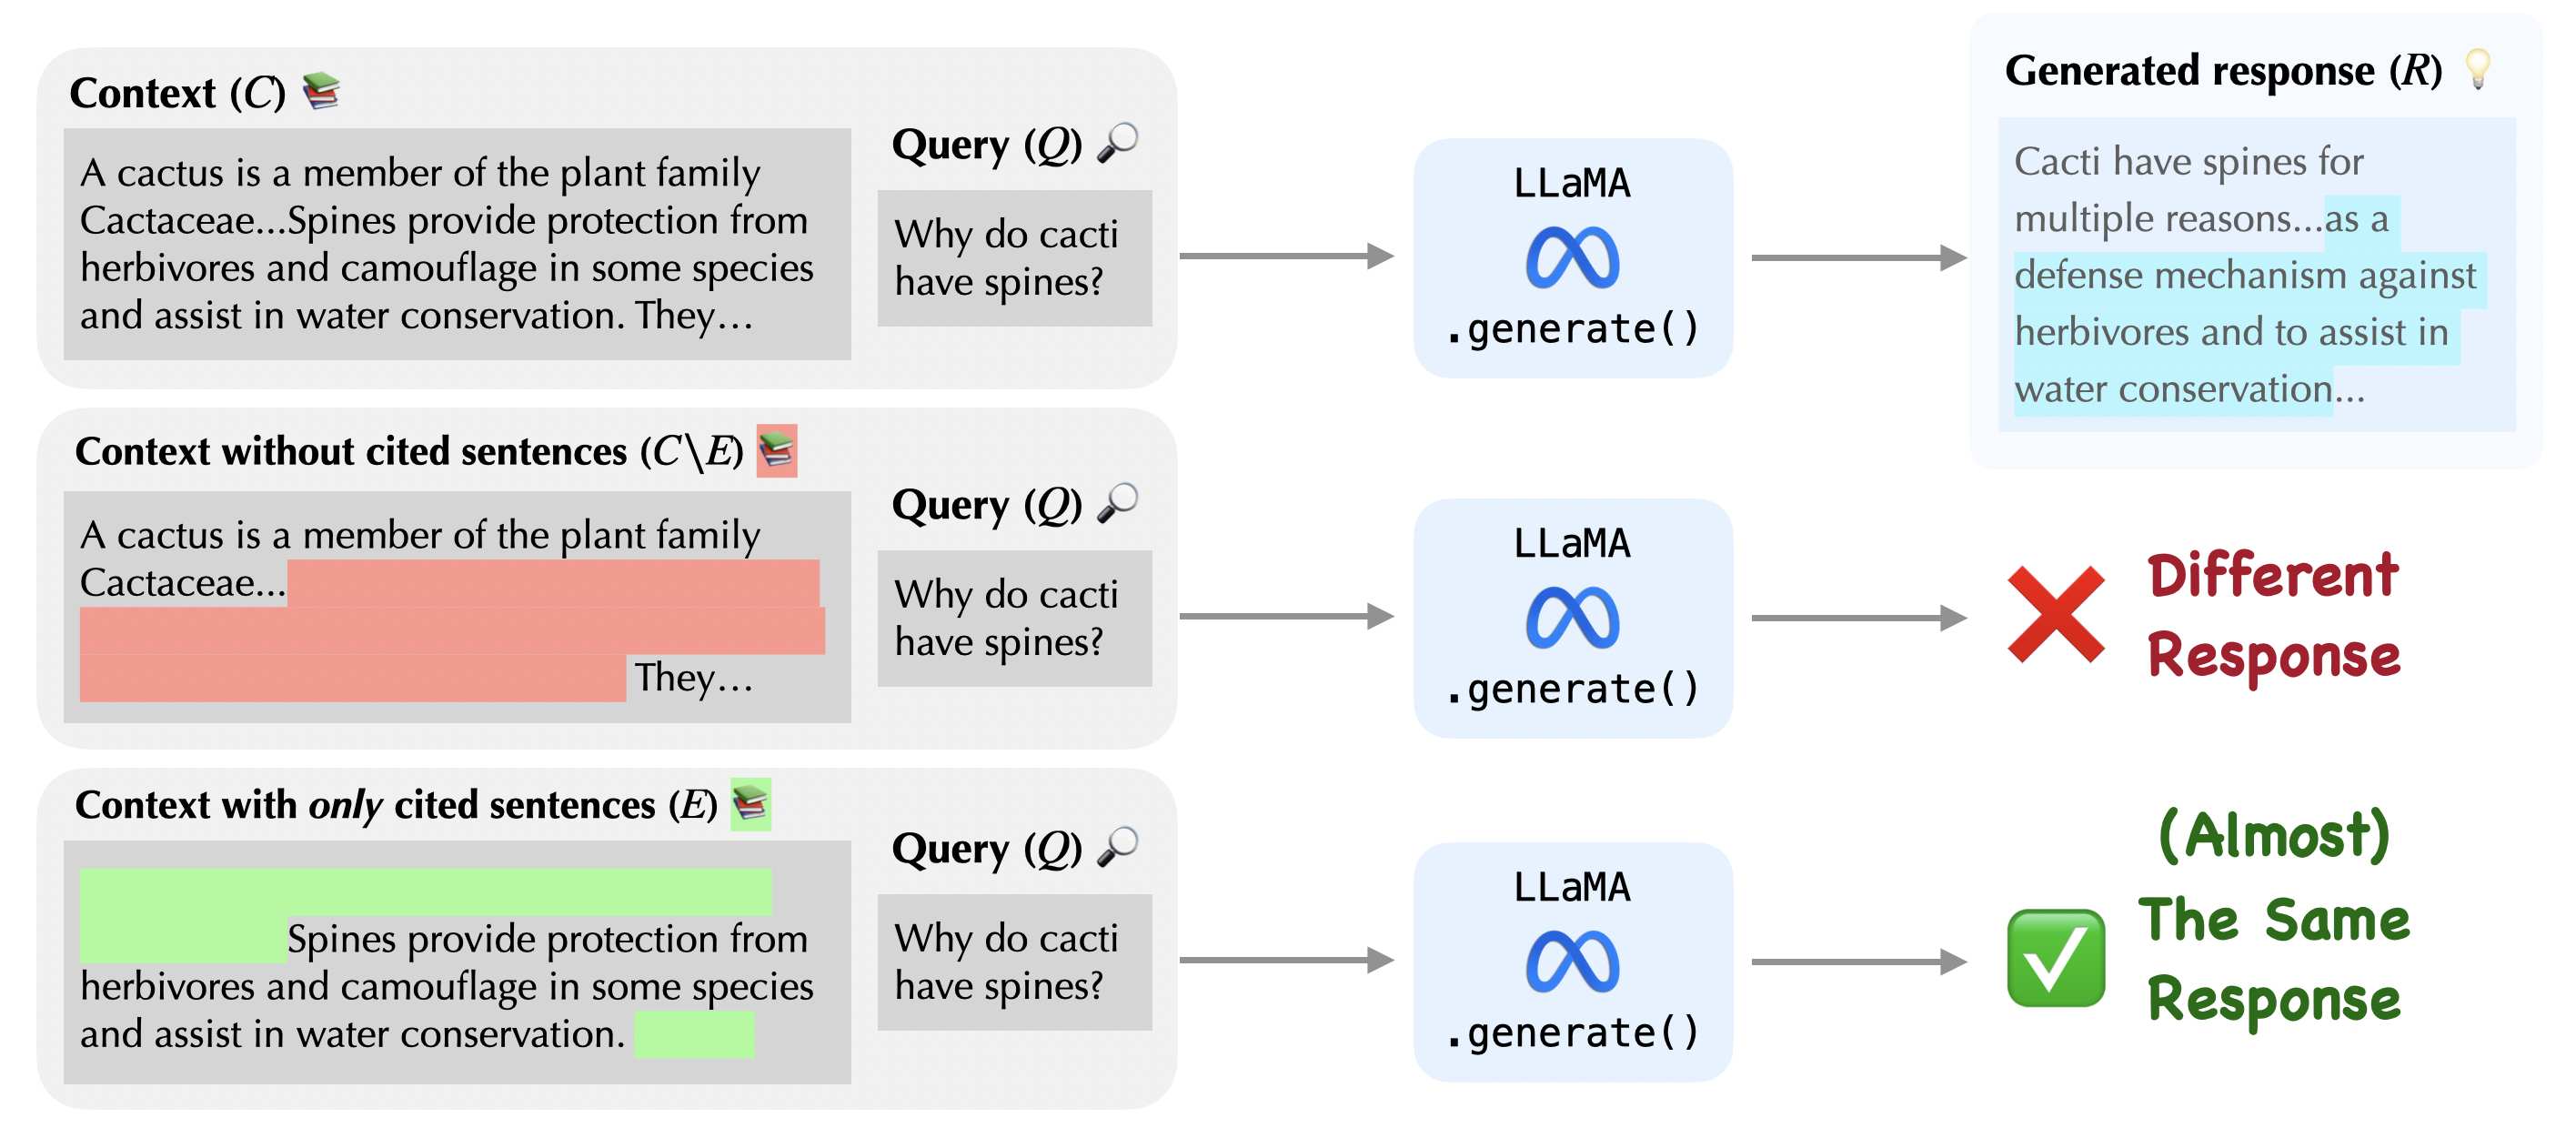 Context (C)
A cactus is a member of the plant family
Cactaceae...Spines provide protection from
herbivores and camouflage in some species
and assist in water conservation. They...
Query (Q)
Why do cacti
have spines?
LLaMA
.generate()
Generated response (R)
Cacti have spines for
multiple reasons...as a
defense mechanism against
herbivores and to assist in
water conservation...
Context without cited sentences (C\E)
A cactus is a member of the plant family
Cactaceae...
They...
Query (Q)
Why do cacti
have spines?
LLaMA
.generate()
Different
Response
Context with only cited sentences (E)
Spines provide protection from
herbivores and camouflage in some species
and assist in water conservation.
Query (Q)
Why do cacti
have spines?
LLaMA
.generate()
(Almost)
The Same
Response